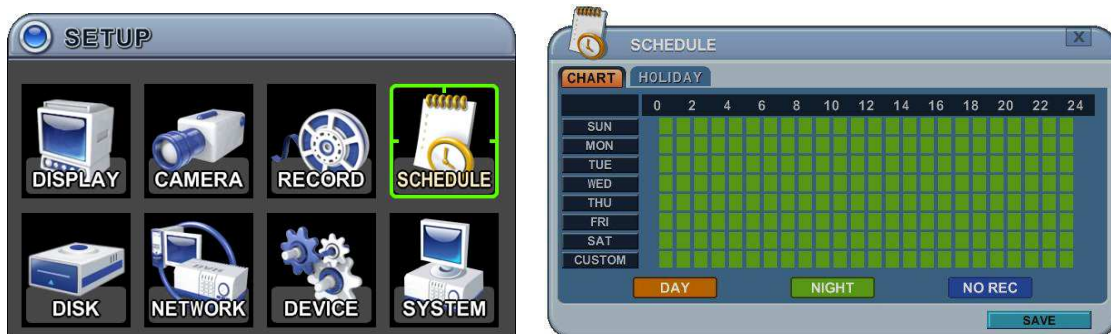 SETUP
DISPLAY CAMERA RECORD SCHEDULE
DISK NETWORK DEVICE SYSTEM
SCHEDULE X
CHART HOLIDAY
0 2 4 6 8 10 12 14 16 18 20 22 24
SUN
MON
TUE
WED
THU
FRI
SAT
CUSTOM
DAY NIGHT NO REC
SAVE